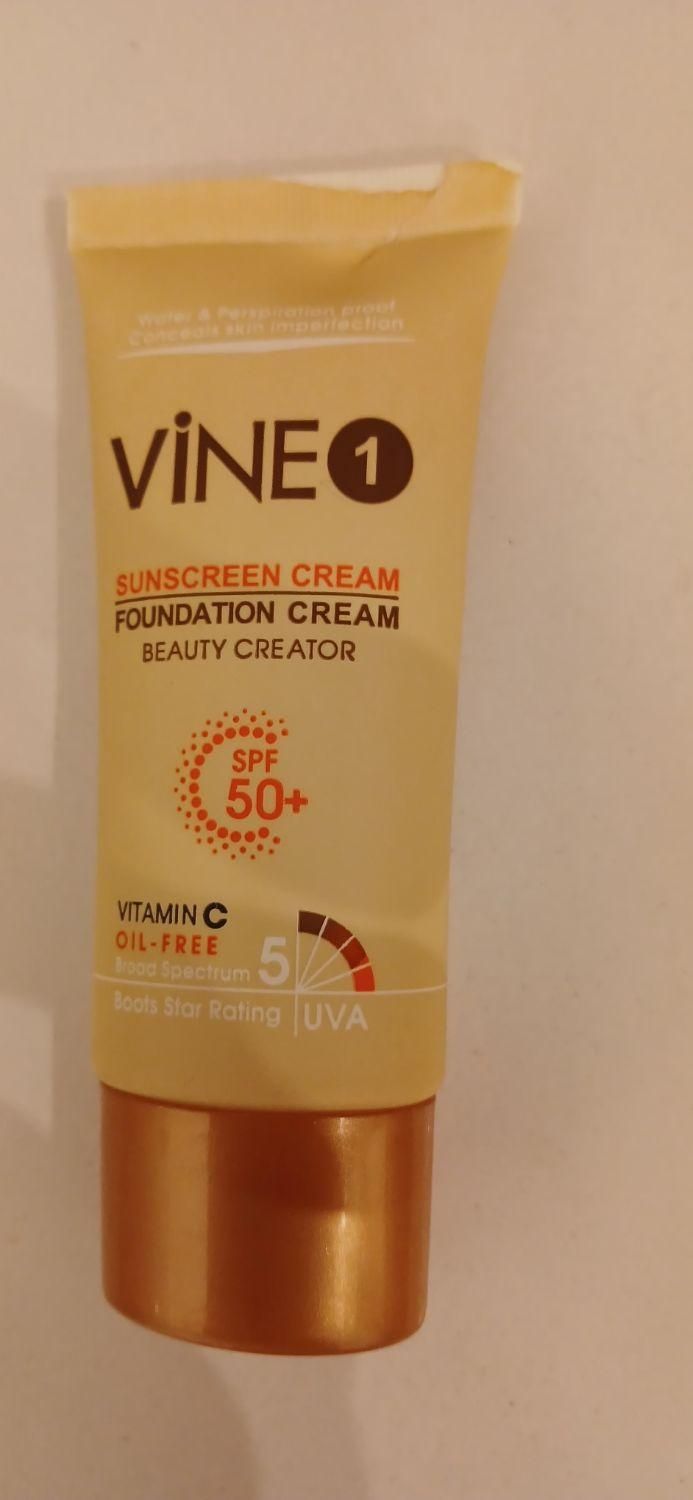 Water & Perspiration proof
Conceals skin imperfection
ViNE 1
SUNSCREEN CREAM
FOUNDATION CREAM
BEAUTY CREATOR
SPF
50+
VITAMIN C
OIL-FREE
Broad Spectrum 5
Boots Star Rating UVA